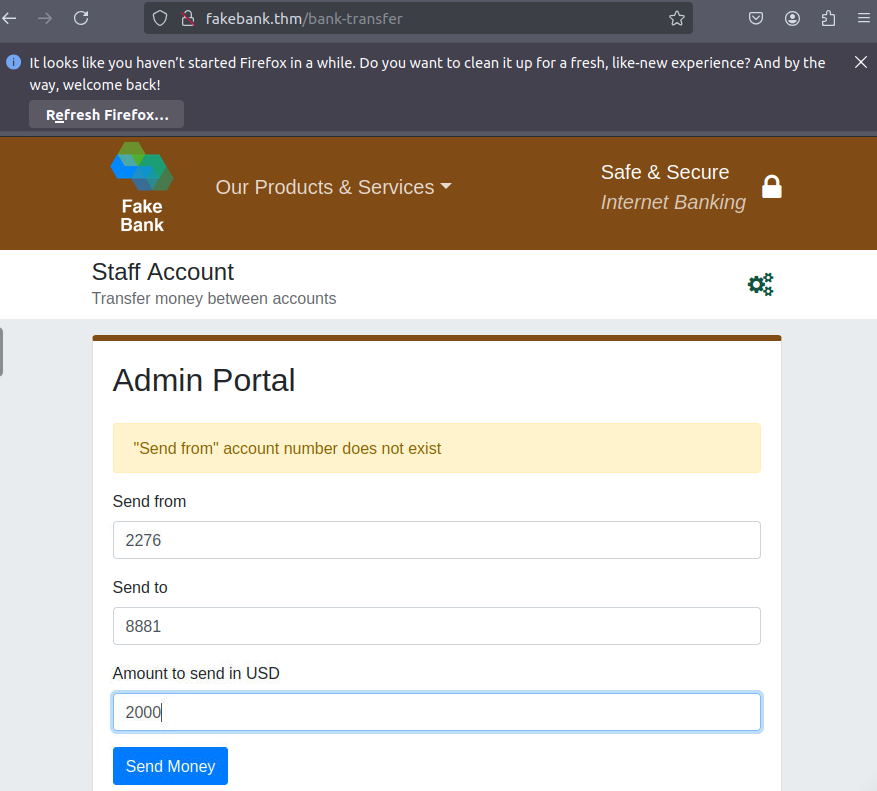 fakebank.thm/bank-transfer
It looks like you haven’t started Firefox in a while. Do you want to clean it up for a fresh, like-new experience? And by the
way, welcome back!
Refresh Firefox...
Fake
Bank
Our Products & Services
Safe & Secure
Internet Banking
Staff Account
Transfer money between accounts
Admin Portal
"Send from" account number does not exist
Send from
2276
Send to
8881
Amount to send in USD
2000
Send Money